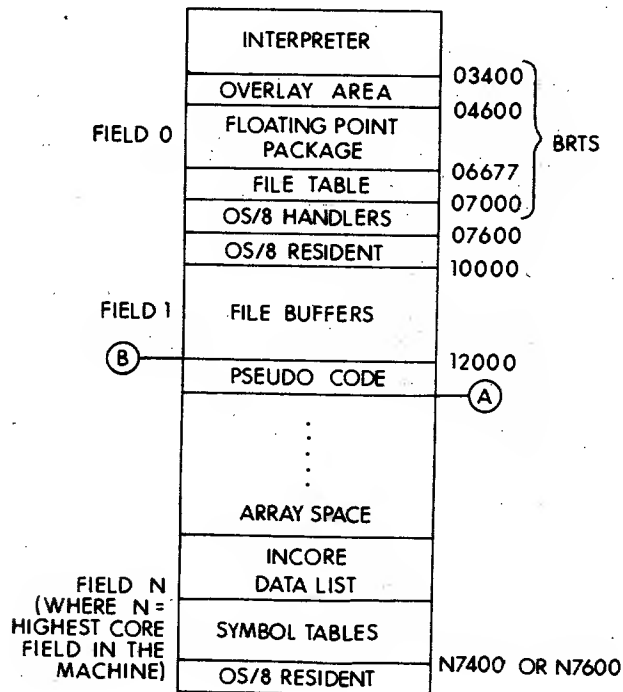 INTERPRETER
03400
OVERLAY AREA
04600
FIELD 0
FLOATING POINT
PACKAGE
BRTS
06677
FILE TABLE
07000
OS/8 HANDLERS
07600
OS/8 RESIDENT
10000
FIELD 1
FILE BUFFERS
B
12000
PSEUDO CODE
A
ARRAY SPACE
INCORE
DATA LIST
FIELD N
(WHERE N =
HIGHEST CORE
FIELD IN THE
MACHINE)
SYMBOL TABLES
OS/8 RESIDENT
N7400 OR N7600